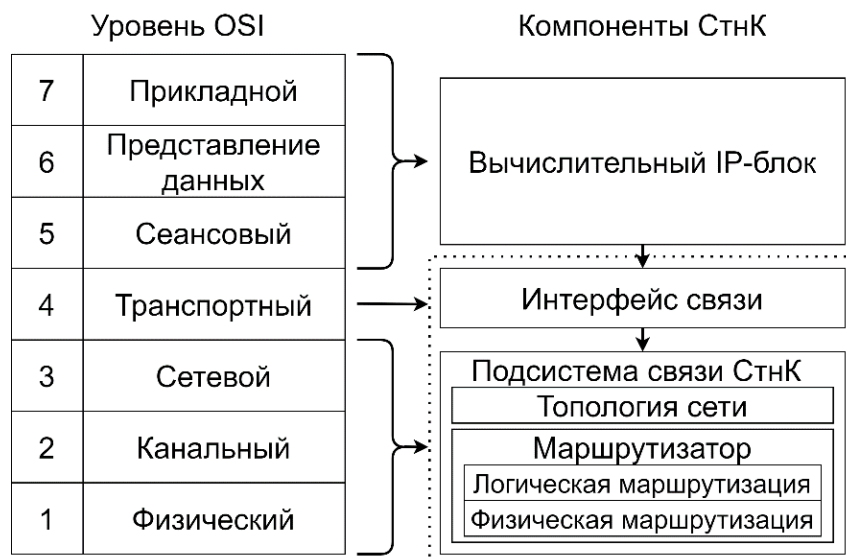 Уровень OSI
Компоненты СтнК
7 Прикладной
6 Представление
данных
5 Сеансовый
4 Транспортный
3 Сетевой
2 Канальный
1 Физический
Вычислительный IP-блок
Интерфейс связи
Подсистема связи СтнК
Топология сети
Маршрутизатор
Логическая маршрутизация
Физическая маршрутизация